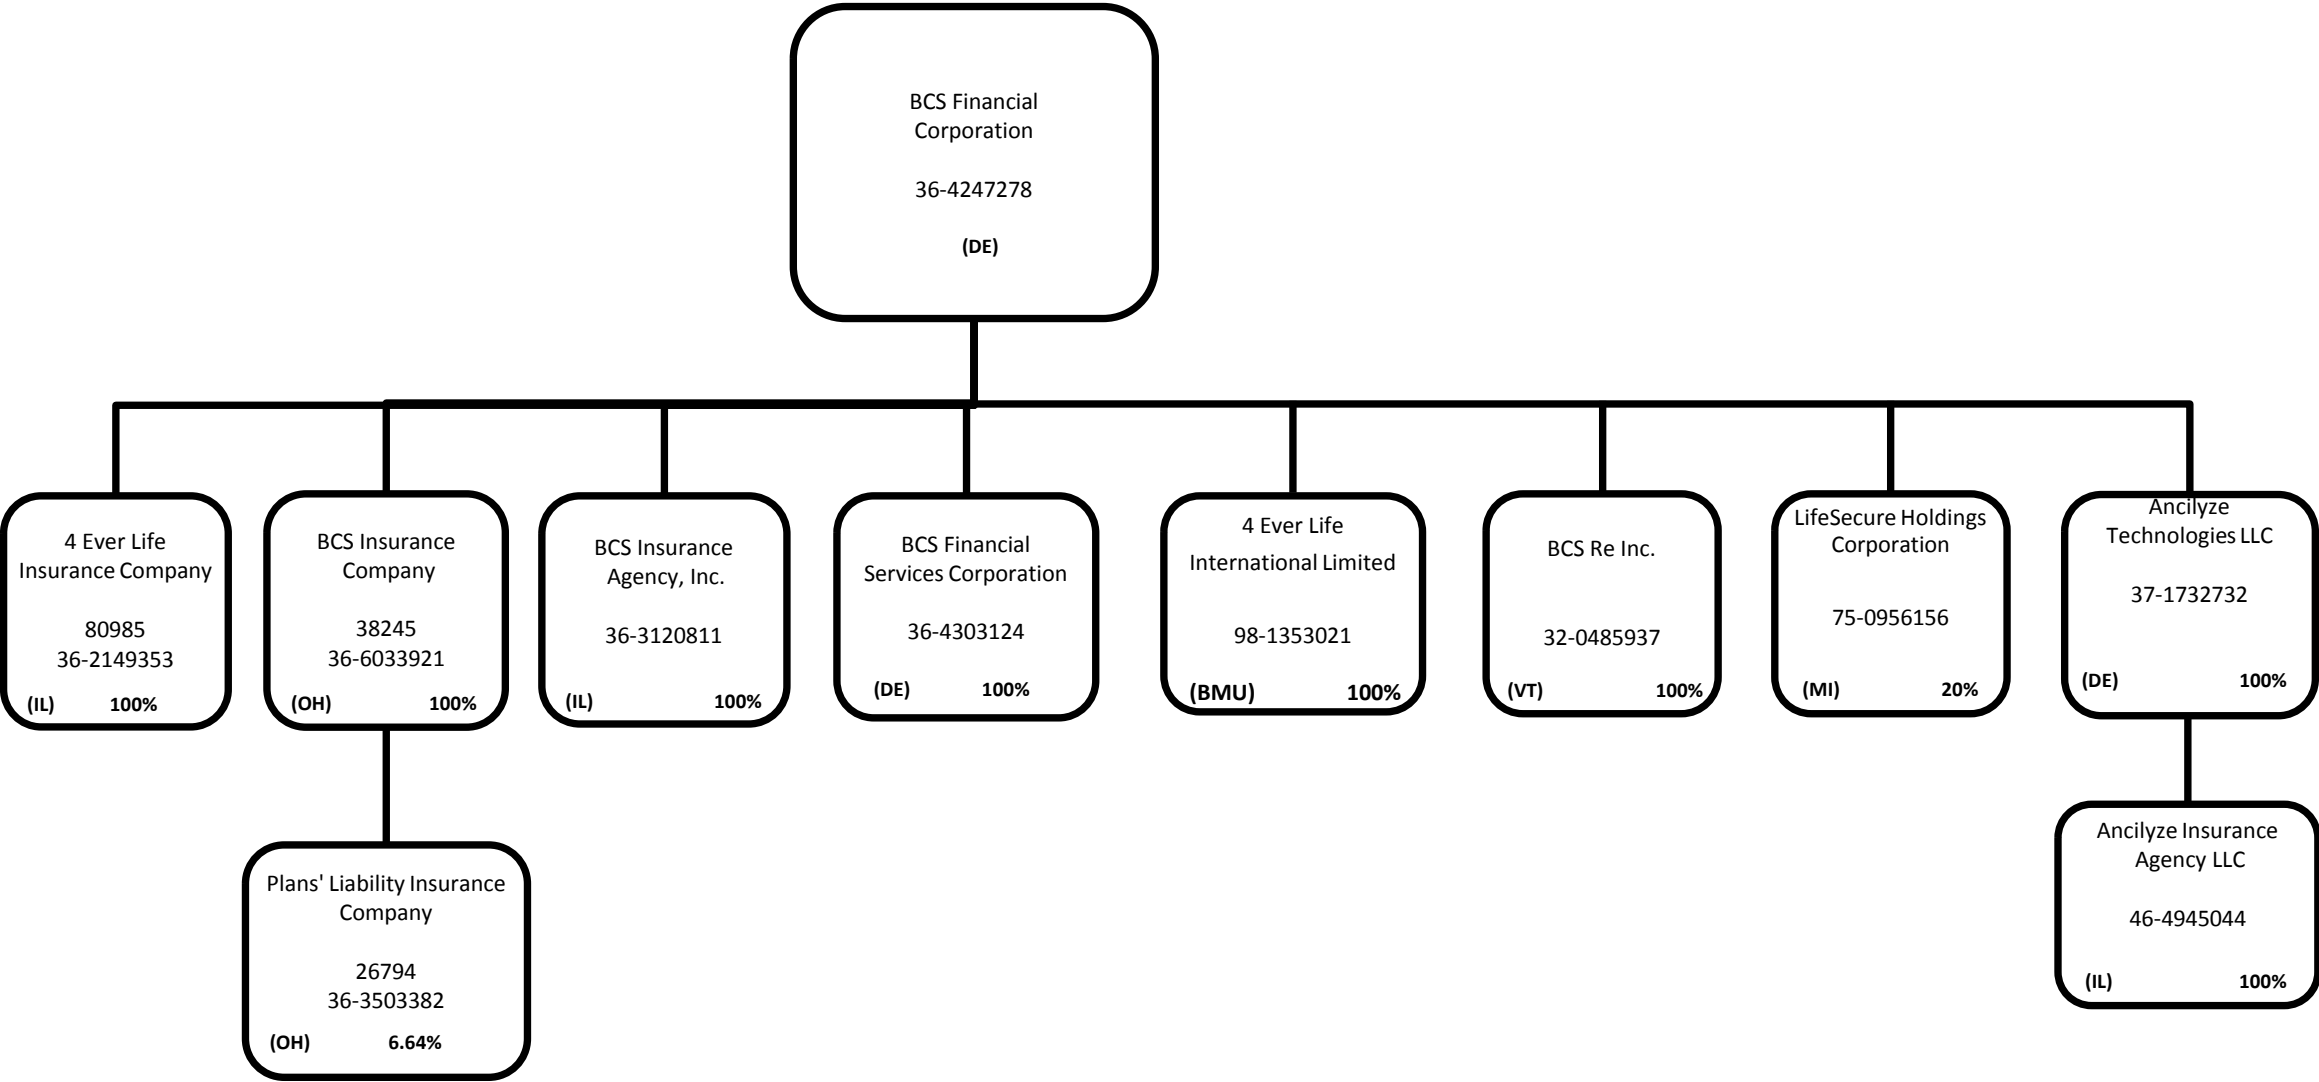 BCS Financial
Corporation
36-4247278
(DE)
4 Ever Life
Insurance Company
80985
36-2149353
(IL) 100%
BCS Insurance
Company
38245
36-6033921
(OH) 100%
BCS Insurance
Agency, Inc.
36-3120811
(IL) 100%
BCS Financial
Services Corporation
36-4303124
(DE) 100%
4 Ever Life
International Limited
98-1353021
(BMU) 100%
BCS Re Inc.
32-0485937
(VT) 100%
LifeSecure Holdings
Corporation
75-0956156
(MI) 20%
Ancilyze
Technologies LLC
37-1732732
(DE) 100%
Plans' Liability Insurance
Company
26794
36-3503382
(OH) 6.64%
Ancilyze Insurance
Agency LLC
46-4945044
(IL) 100%